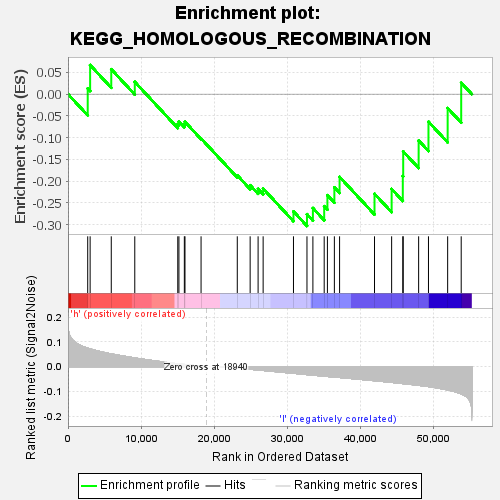 Enrichment plot:
KEGG_HOMOLOGOUS_RECOMBINATION
Enrichment score (ES)
0.05
0.00
-0.05
-0.10
-0.15
-0.20
-0.25
-0.30
'h' (positively correlated)
Ranked list metric (Signal2Noise)
0.2
0.1
0.0
-0.1
-0.2
Zero cross at 18940
'l' (negatively correlated)
0
10,000
20,000
30,000
40,000
50,000
Rank in Ordered Dataset
Enrichment profile
Hits
Ranking metric scores